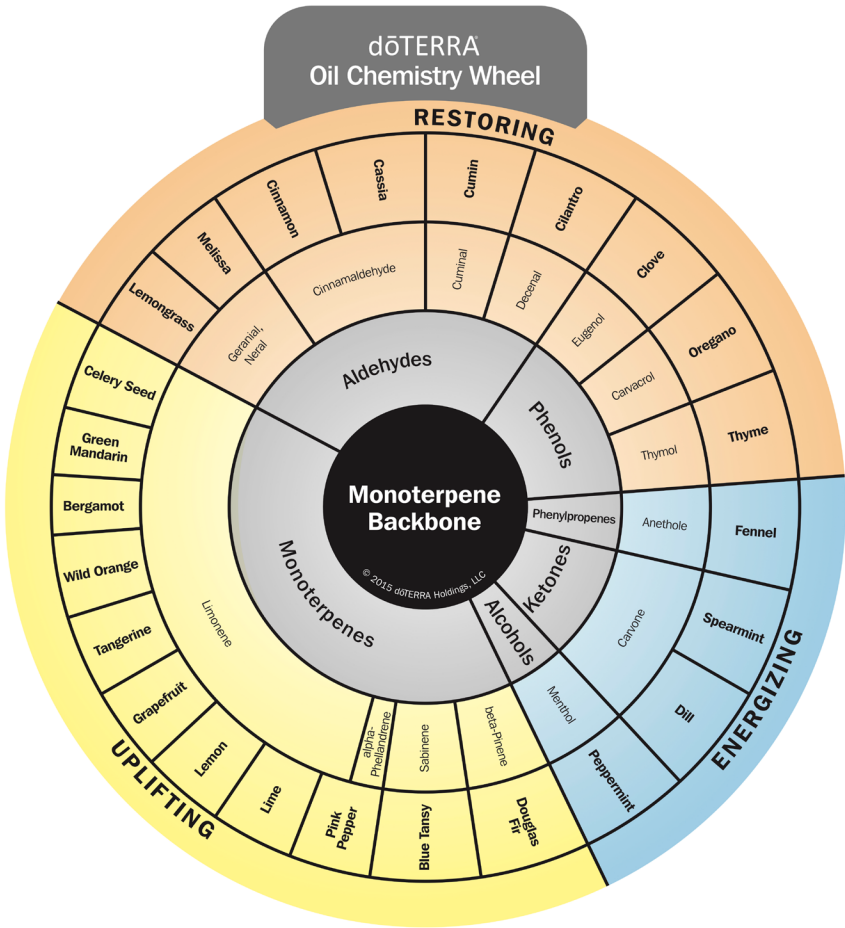 dōTERRA®
Oil Chemistry Wheel
RESTORING
Lemongrass
Melissa
Cinnamon
Cassia
Cumin
Cilantro
Clove
Oregano
Thyme
Geranial,
Neral
Cinnamaldehyde
Cuminal
Decenal
Eugenol
Carvacrol
Thymol
Aldehydes
Phenols
Phenylpropenes
Ketones
Alcohols
Monoterpenes
Monoterpene
Backbone
© 2015 dōTERRA Holdings, LLC
Anethole
Carvone
Menthol
Fennel
Spearmint
Dill
Peppermint
ENERGIZING
Celery Seed
Green
Mandarin
Bergamot
Wild Orange
Tangerine
Grapefruit
Lemon
Lime
Pink
Pepper
Blue Tansy
Douglas
Fir
Limonene
alpha-
Phellandrene
Sabinene
beta-Pinene
UPLIFTING